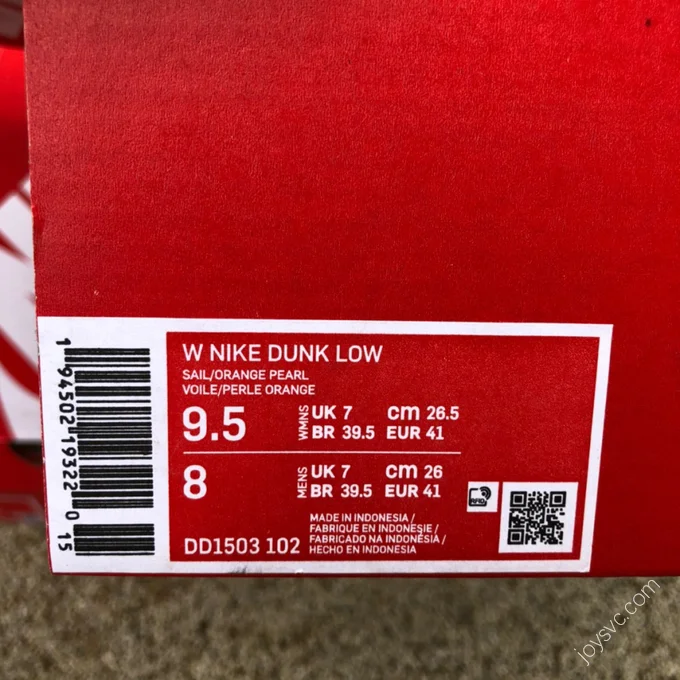 W NIKE DUNK LOW
SAIL/ORANGE PEARL
VOILE/PERLE ORANGE
9.5 WMNS UK 7 cm 26.5
BR 39.5 EUR 41
8 MENS UK 7 cm 26
BR 39.5 EUR 41
MADE IN INDONESIA /
FABRIQUE EN INDONÉSIE /
FABRICADO NA INDONÉSIA /
HECHO EN INDONESIA
DD1503 102
RFID
1 94502 19322 0 15
joysvc.com